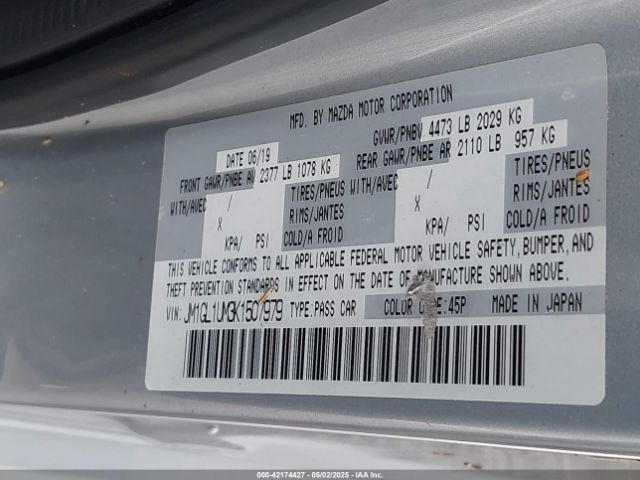 MFD. BY MAZDA MOTOR CORPORATION
DATE 06/19 GVWR/PNBV 4473 LB 2029 KG
FRONT GAWR/PNBE AV 2377 LB 1078 KG REAR GAWR/PNBE AR 2110 LB 957 KG
WITH/AVEC / TIRES/PNEUS WITH/AVEC / TIRES/PNEUS
X RIMS/JANTES X RIMS/JANTES
KPA/ PSI COLD/A FROID KPA/ PSI COLD/A FROID
THIS VEHICLE CONFORMS TO ALL APPLICABLE FEDERAL MOTOR VEHICLE SAFETY, BUMPER, AND
THEFT PREVENTION STANDARDS IN EFFECT ON THE DATE OF MANUFACTURE SHOWN ABOVE.
VIN: JM1GL1UM3K1507979 TYPE:PASS CAR COLOR CODE:45P MADE IN JAPAN
000-42174427 - 05/02/2025 - IAA Inc.